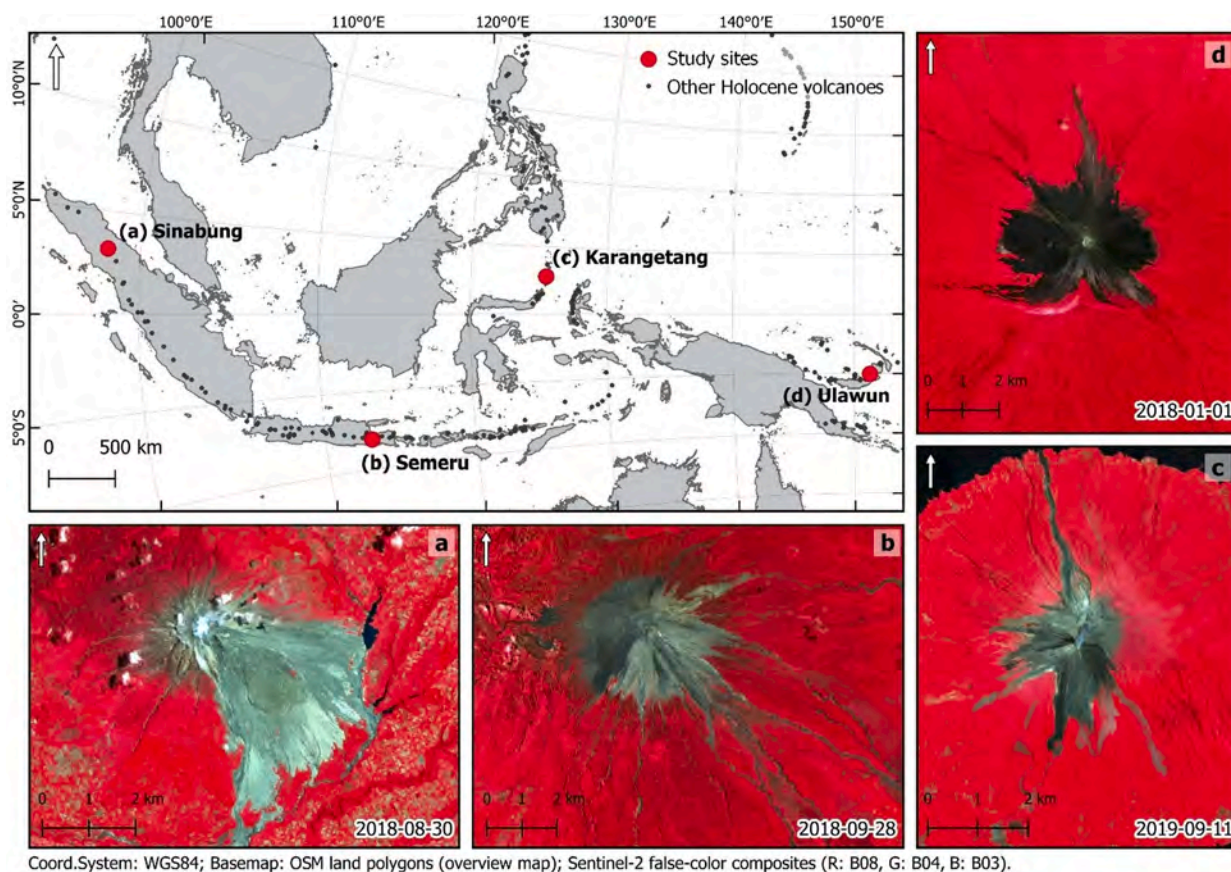 100°0'E 110°0'E 120°0'E 130°0'E 140°0'E 150°0'E
10°0'N
5°0'N
0°0'
5°0'S
Study sites
Other Holocene volcanoes
(a) Sinabung
(c) Karangetang
(d) Ulawun
(b) Semeru
0 500 km
d
0 1 2 km
2018-01-01
a
0 1 2 km
2018-08-30
b
0 1 2 km
2018-09-28
c
0 1 2 km
2019-09-11
Coord.System: WGS84; Basemap: OSM land polygons (overview map); Sentinel-2 false-color composites (R: B08, G: B04, B: B03).